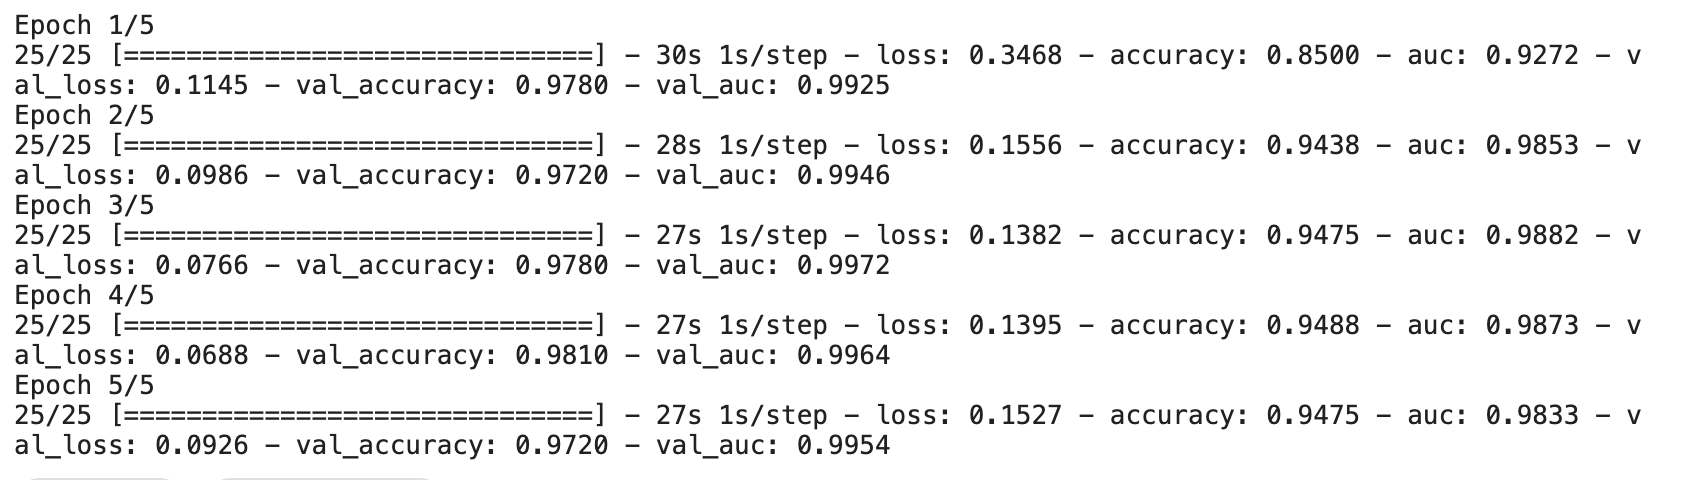 Epoch 1/5
25/25 [==============================] - 30s 1s/step - loss: 0.3468 - accuracy: 0.8500 - auc: 0.9272 - v
al_loss: 0.1145 - val_accuracy: 0.9780 - val_auc: 0.9925
Epoch 2/5
25/25 [==============================] - 28s 1s/step - loss: 0.1556 - accuracy: 0.9438 - auc: 0.9853 - v
al_loss: 0.0986 - val_accuracy: 0.9720 - val_auc: 0.9946
Epoch 3/5
25/25 [==============================] - 27s 1s/step - loss: 0.1382 - accuracy: 0.9475 - auc: 0.9882 - v
al_loss: 0.0766 - val_accuracy: 0.9780 - val_auc: 0.9972
Epoch 4/5
25/25 [==============================] - 27s 1s/step - loss: 0.1395 - accuracy: 0.9488 - auc: 0.9873 - v
al_loss: 0.0688 - val_accuracy: 0.9810 - val_auc: 0.9964
Epoch 5/5
25/25 [==============================] - 27s 1s/step - loss: 0.1527 - accuracy: 0.9475 - auc: 0.9833 - v
al_loss: 0.0926 - val_accuracy: 0.9720 - val_auc: 0.9954